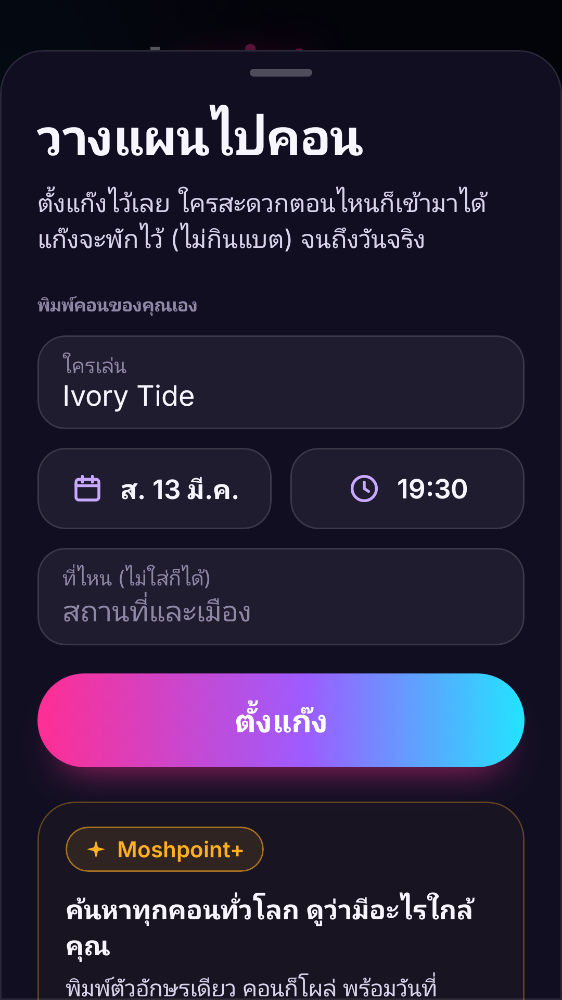 วางแผนไปคอน
ตั้งแก๊งไว้เลย ใครสะดวกตอนไหนก็เข้ามาได้
แก๊งจะพักไว้ (ไม่กินแบต) จนถึงวันจริง
พิมพ์คอนของคุณเอง
ใครเล่น
Ivory Tide
ส. 13 มี.ค.
19:30
ที่ไหน (ไม่ใส่ก็ได้)
สถานที่และเมือง
ตั้งแก๊ง
Moshpoint+
ค้นหาทุกคอนทั่วโลก ดูว่ามีอะไรใกล้
คุณ
พิมพ์ตัวอักษรเดียว คอนก็โผล่ พร้อมวันที่